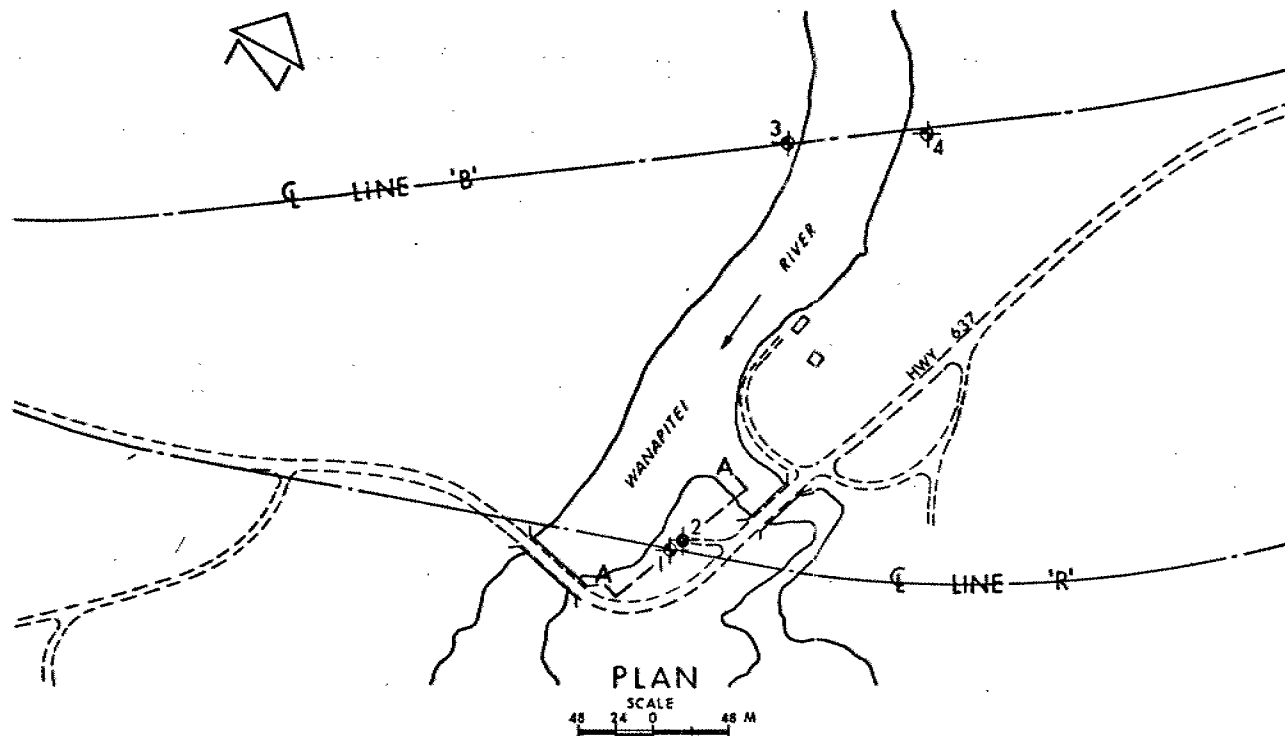 3
4
℄ LINE 'B'
RIVER
HWY 637
WANAPITEI
A
2
1
A
℄ LINE 'R'
PLAN
SCALE
48 24 0 48 M